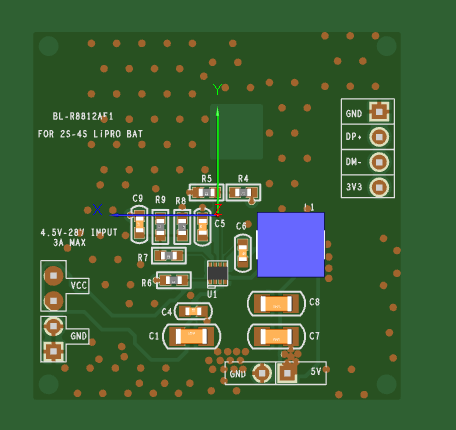 Y
BL-R8812AF1
FOR 2S-4S LiPRO BAT
GND
DP+
DM-
3V3
R5
R4
C9
R9
R8
X
L1
C5
C6
4.5V-28V INPUT
3A MAX
R7
R6
U1
VCC
C8
C4
C1
C7
GND
GND
5V